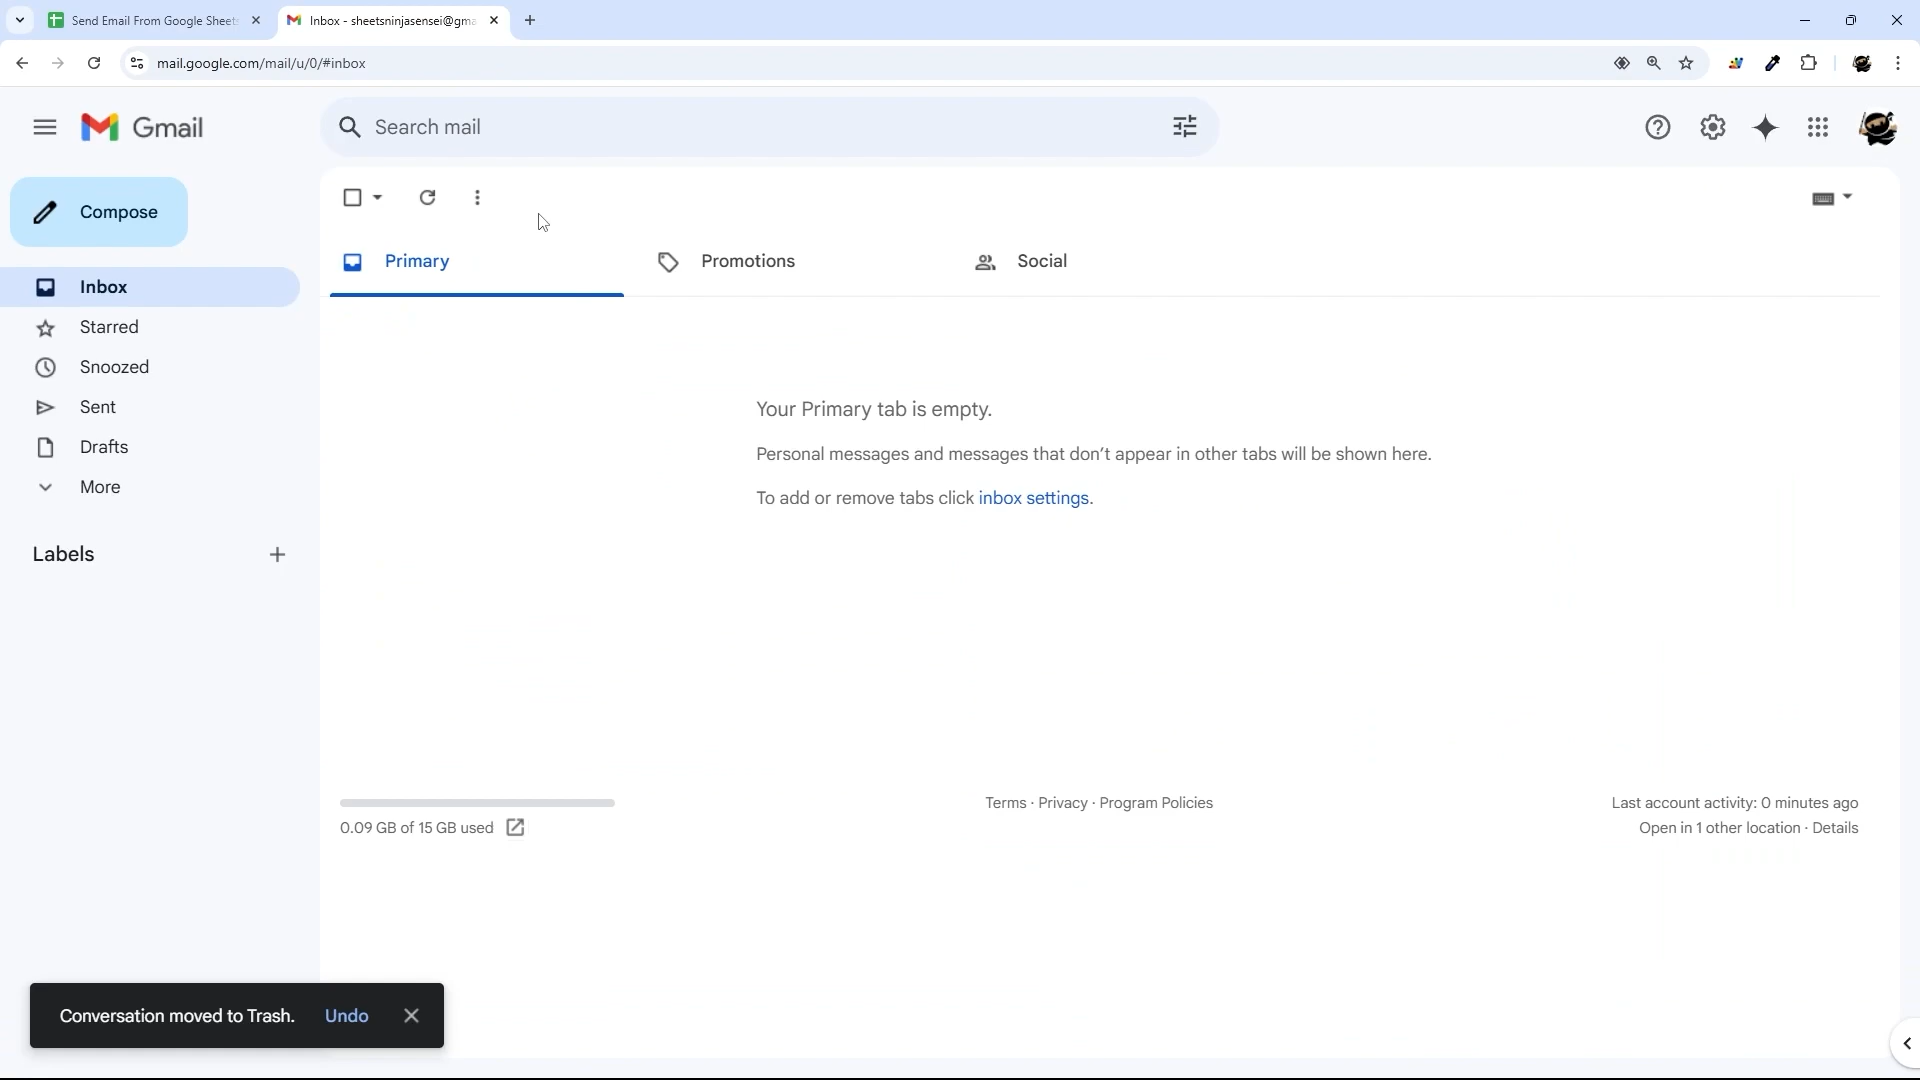 Send Email From Google Sheets
Inbox - sheetsninjasensei@gma
mail.google.com/mail/u/0/#inbox
Gmail
Search mail
Compose
Primary
Promotions
Social
Inbox
Starred
Snoozed
Sent
Drafts
More
Labels
Your Primary tab is empty.
Personal messages and messages that don't appear in other tabs will be shown here.
To add or remove tabs click inbox settings.
0.09 GB of 15 GB used
Terms · Privacy · Program Policies
Last account activity: 0 minutes ago
Open in 1 other location · Details
Conversation moved to Trash. Undo